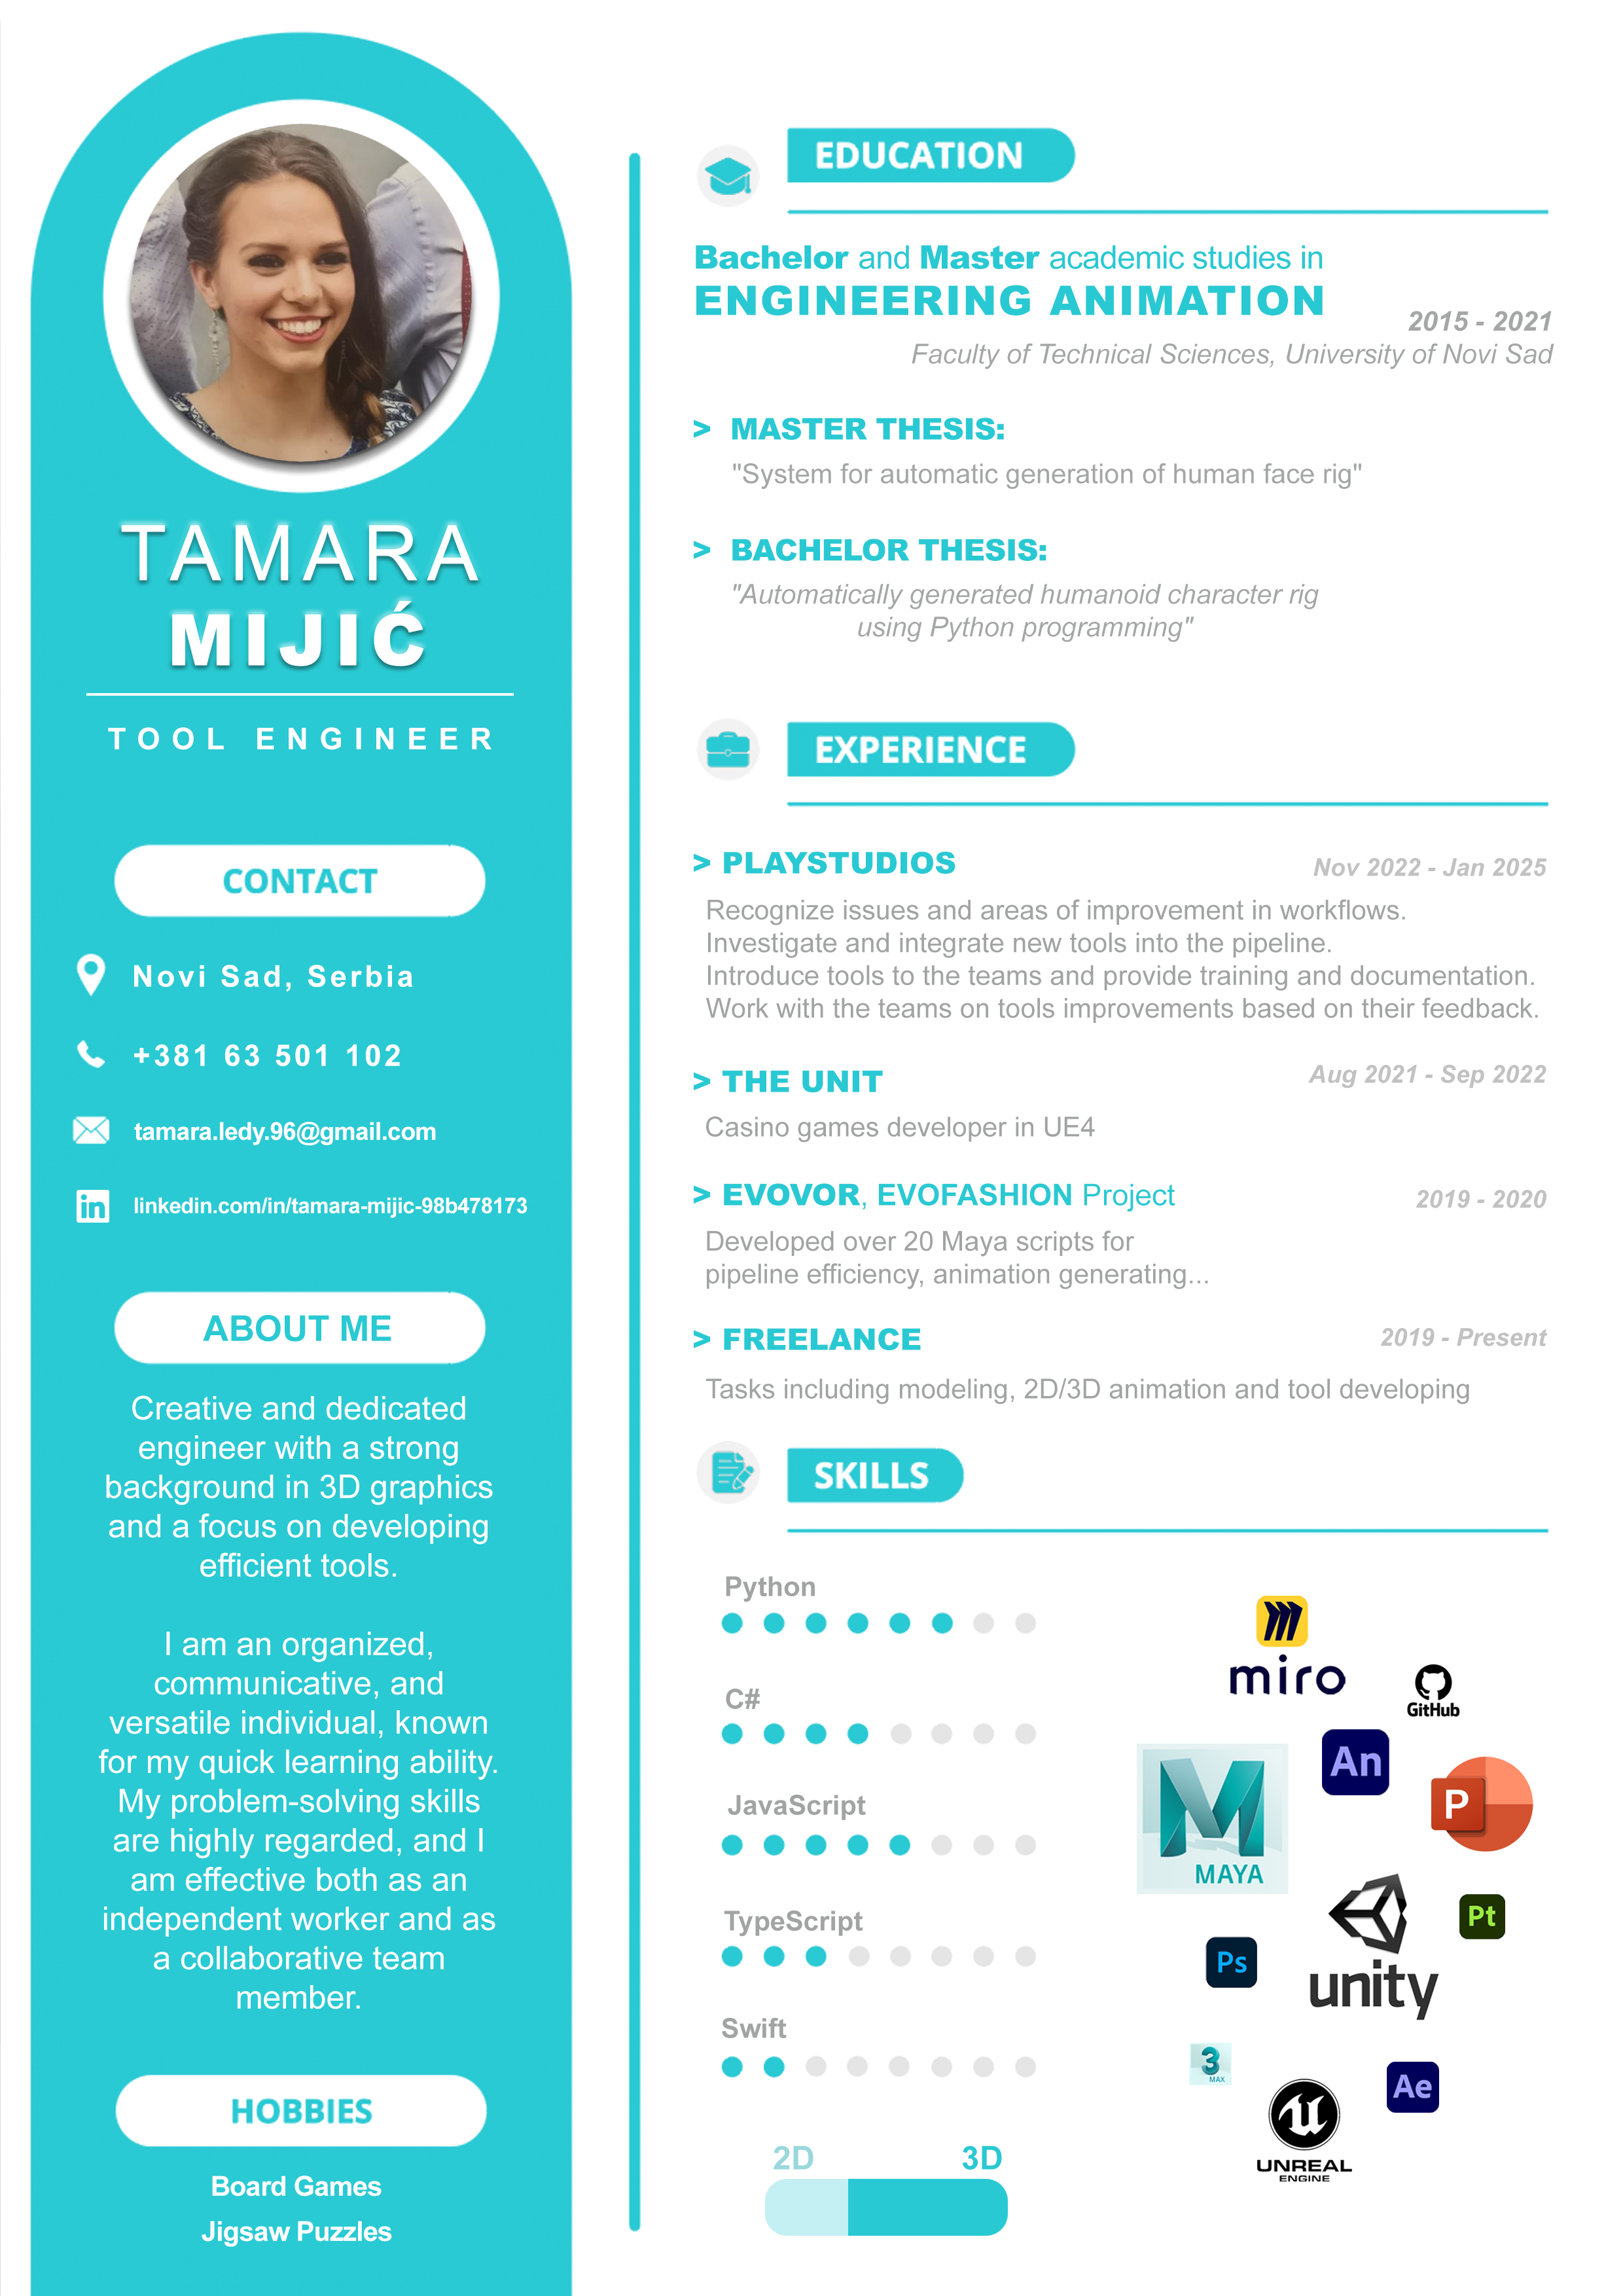 TAMARA
MIJIĆ
TOOL ENGINEER
CONTACT
Novi Sad, Serbia
+381 63 501 102
tamara.ledy.96@gmail.com
in
linkedin.com/in/tamara-mijic-98b478173
ABOUT ME
Creative and dedicated
engineer with a strong
background in 3D graphics
and a focus on developing
efficient tools.
I am an organized,
communicative, and
versatile individual, known
for my quick learning ability.
My problem-solving skills
are highly regarded, and I
am effective both as an
independent worker and as
a collaborative team
member.
HOBBIES
Board Games
Jigsaw Puzzles
EDUCATION
Bachelor and Master academic studies in
ENGINEERING ANIMATION
2015 - 2021
Faculty of Technical Sciences, University of Novi Sad
> MASTER THESIS:
"System for automatic generation of human face rig"
> BACHELOR THESIS:
"Automatically generated humanoid character rig
using Python programming"
EXPERIENCE
> PLAYSTUDIOS Nov 2022 - Jan 2025
Recognize issues and areas of improvement in workflows.
Investigate and integrate new tools into the pipeline.
Introduce tools to the teams and provide training and documentation.
Work with the teams on tools improvements based on their feedback.
> THE UNIT Aug 2021 - Sep 2022
Casino games developer in UE4
> EVOVOR, EVOFASHION Project 2019 - 2020
Developed over 20 Maya scripts for
pipeline efficiency, animation generating...
> FREELANCE 2019 - Present
Tasks including modeling, 2D/3D animation and tool developing
SKILLS
Python
C#
JavaScript
TypeScript
Swift
2D 3D
miro
GitHub
An
P
MAYA
Pt
Ps
unity
3
MAX
Ae
UNREAL
ENGINE